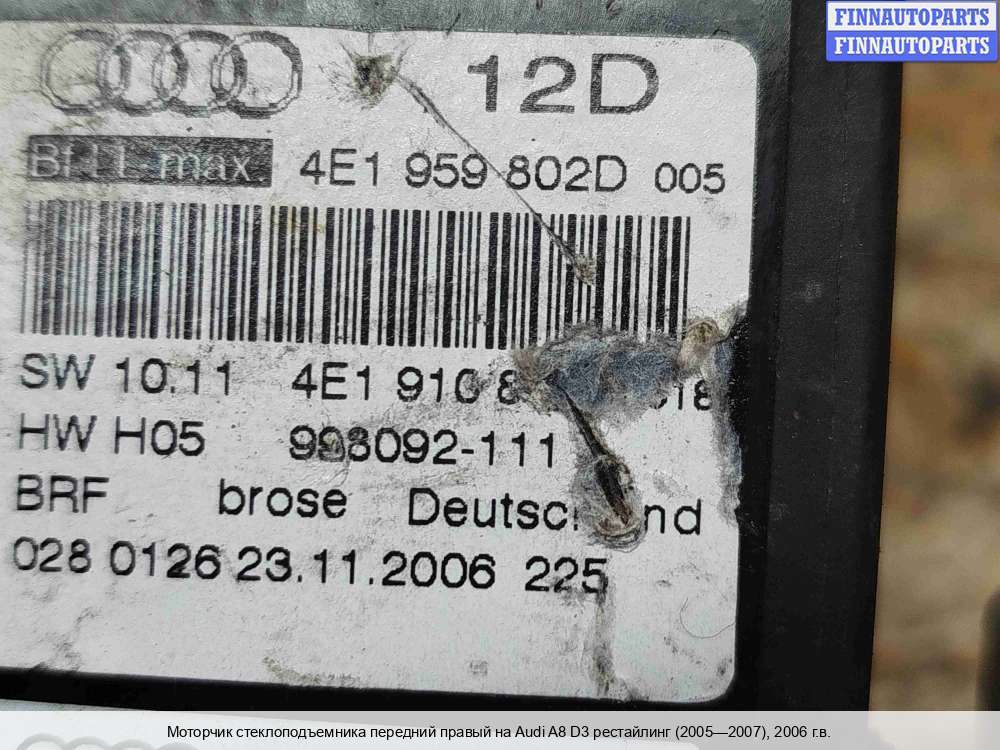 FINNAUTOPARTS
FINNAUTOPARTS
12D
max. 4E1 959 802D 005
SW 10.11 4E1 910
HW H05 998092-111
BRF brose
028 0126 23.11.2006 225
Моторчик стеклоподъемника передний правый на Audi A8 D3 рестайлинг (2005—2007), 2006 г.в.